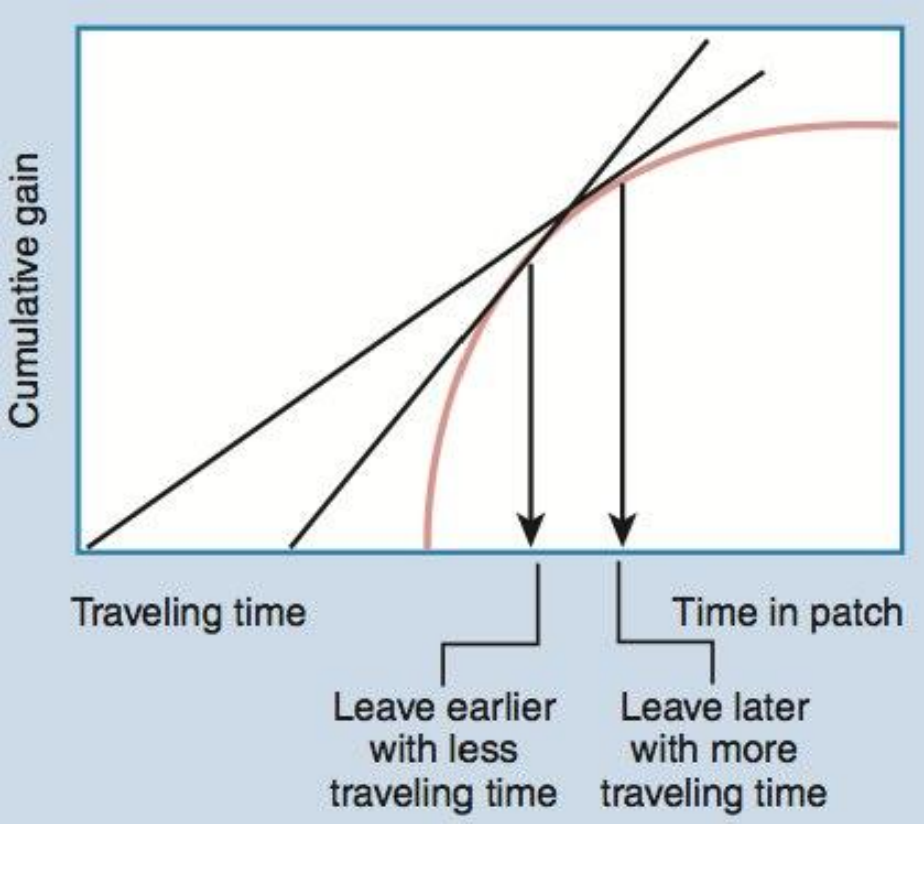 Cumulative gain
Traveling time
Time in patch
Leave earlier
with less
traveling time
Leave later
with more
traveling time